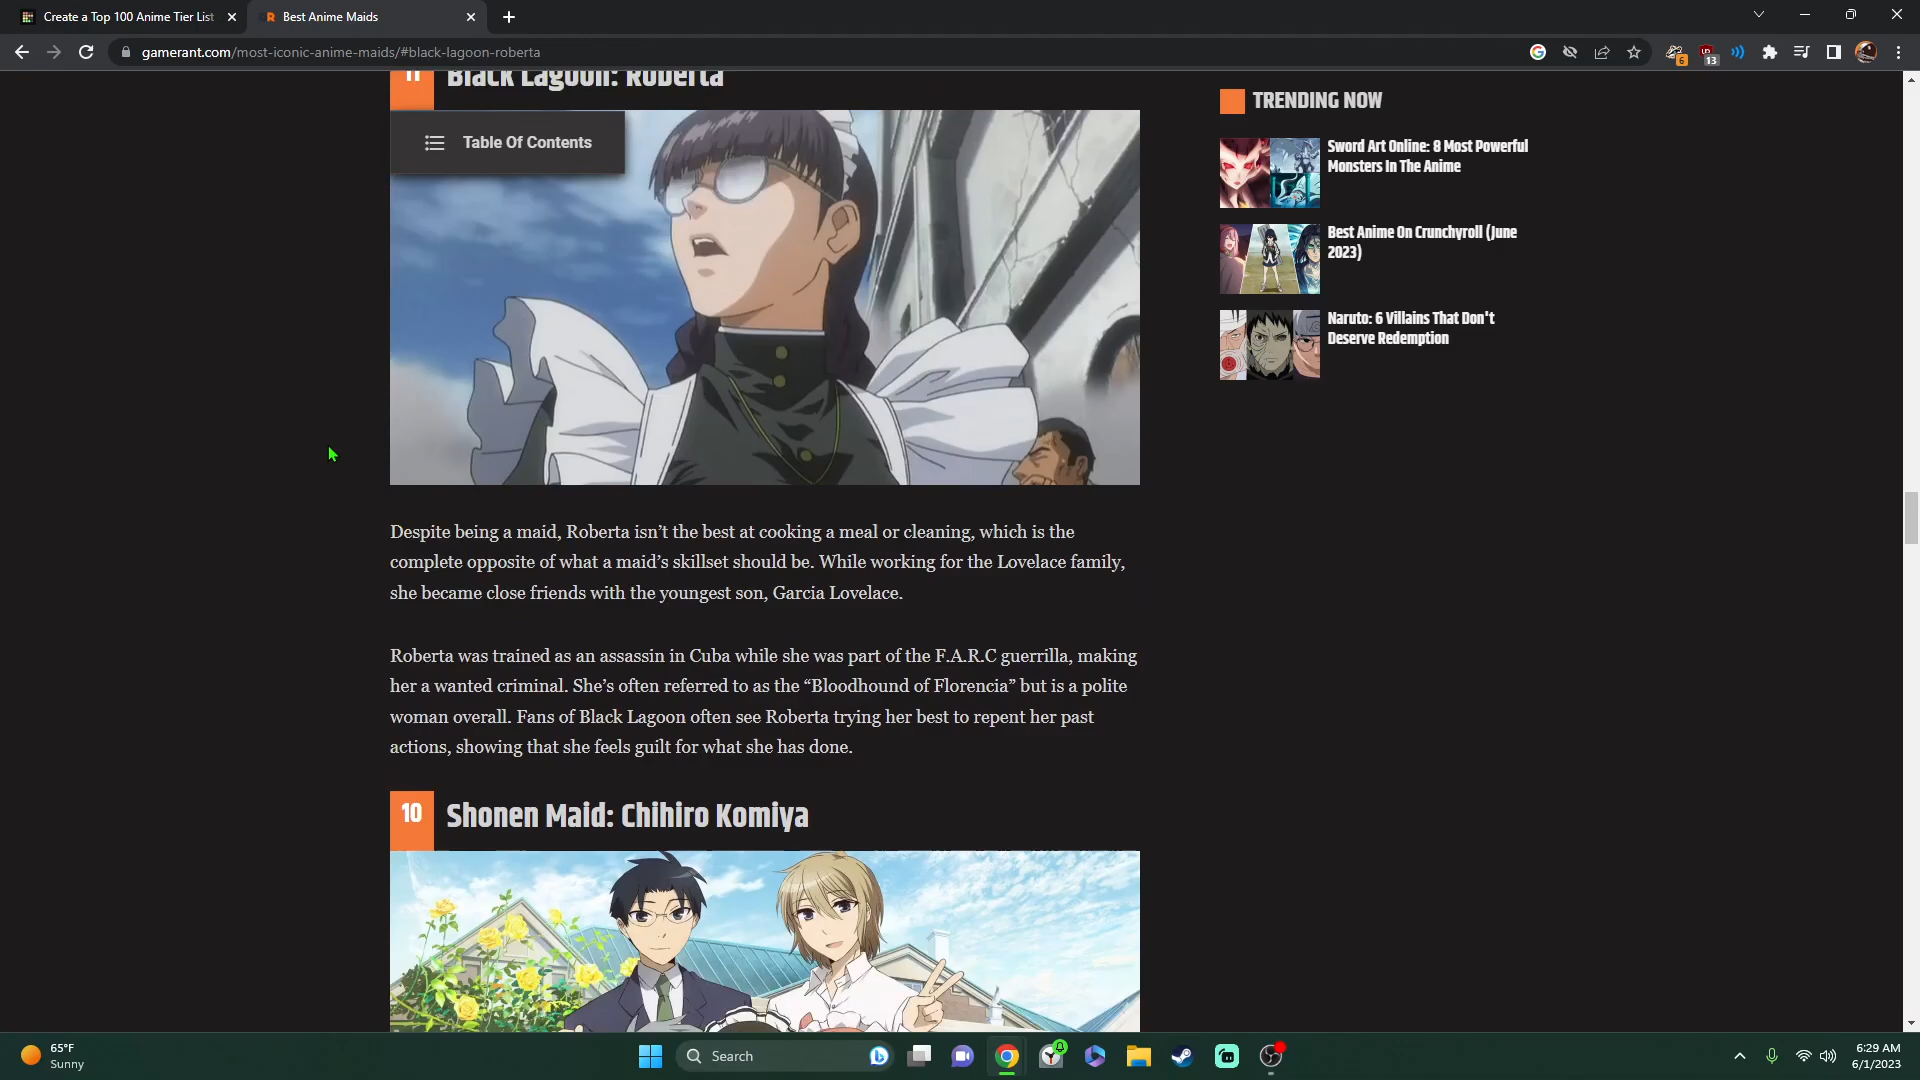 Create a Top 100 Anime Tier List
Best Anime Maids
gamerant.com/most-iconic-anime-maids/#black-lagoon-roberta
6
13
11 Black Lagoon: Roberta
Table Of Contents
TRENDING NOW
Sword Art Online: 8 Most Powerful
Monsters In The Anime
Best Anime On Crunchyroll (June
2023)
Naruto: 6 Villains That Don't
Deserve Redemption
Despite being a maid, Roberta isn’t the best at cooking a meal or cleaning, which is the
complete opposite of what a maid’s skillset should be. While working for the Lovelace family,
she became close friends with the youngest son, Garcia Lovelace.
Roberta was trained as an assassin in Cuba while she was part of the F.A.R.C guerrilla, making
her a wanted criminal. She’s often referred to as the “Bloodhound of Florencia” but is a polite
woman overall. Fans of Black Lagoon often see Roberta trying her best to repent her past
actions, showing that she feels guilt for what she has done.
10 Shonen Maid: Chihiro Komiya
65°F
Sunny
Search
6:29 AM
6/1/2023